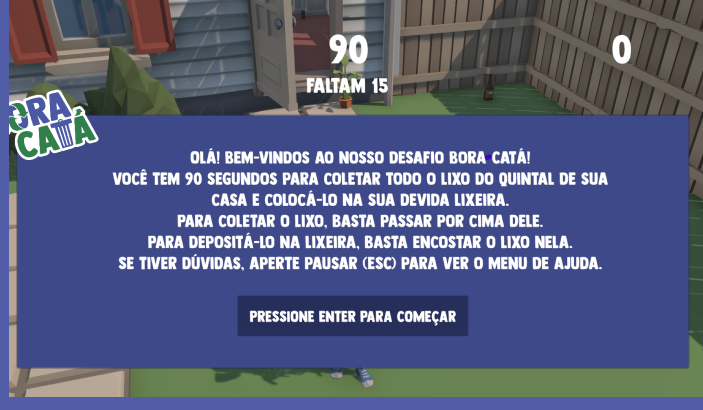 90
0
FALTAM 15
ORA
CATÁ
OLÁ! BEM-VINDOS AO NOSSO DESAFIO BORA CATÁ!
VOCÊ TEM 90 SEGUNDOS PARA COLETAR TODO O LIXO DO QUINTAL DE SUA
CASA E COLOCÁ-LO NA SUA DEVIDA LIXEIRA.
PARA COLETAR O LIXO, BASTA PASSAR POR CIMA DELE.
PARA DEPOSITÁ-LO NA LIXEIRA, BASTA ENCOSTAR O LIXO NELA.
SE TIVER DÚVIDAS, APERTE PAUSAR (ESC) PARA VER O MENU DE AJUDA.
PRESSIONE ENTER PARA COMEÇAR